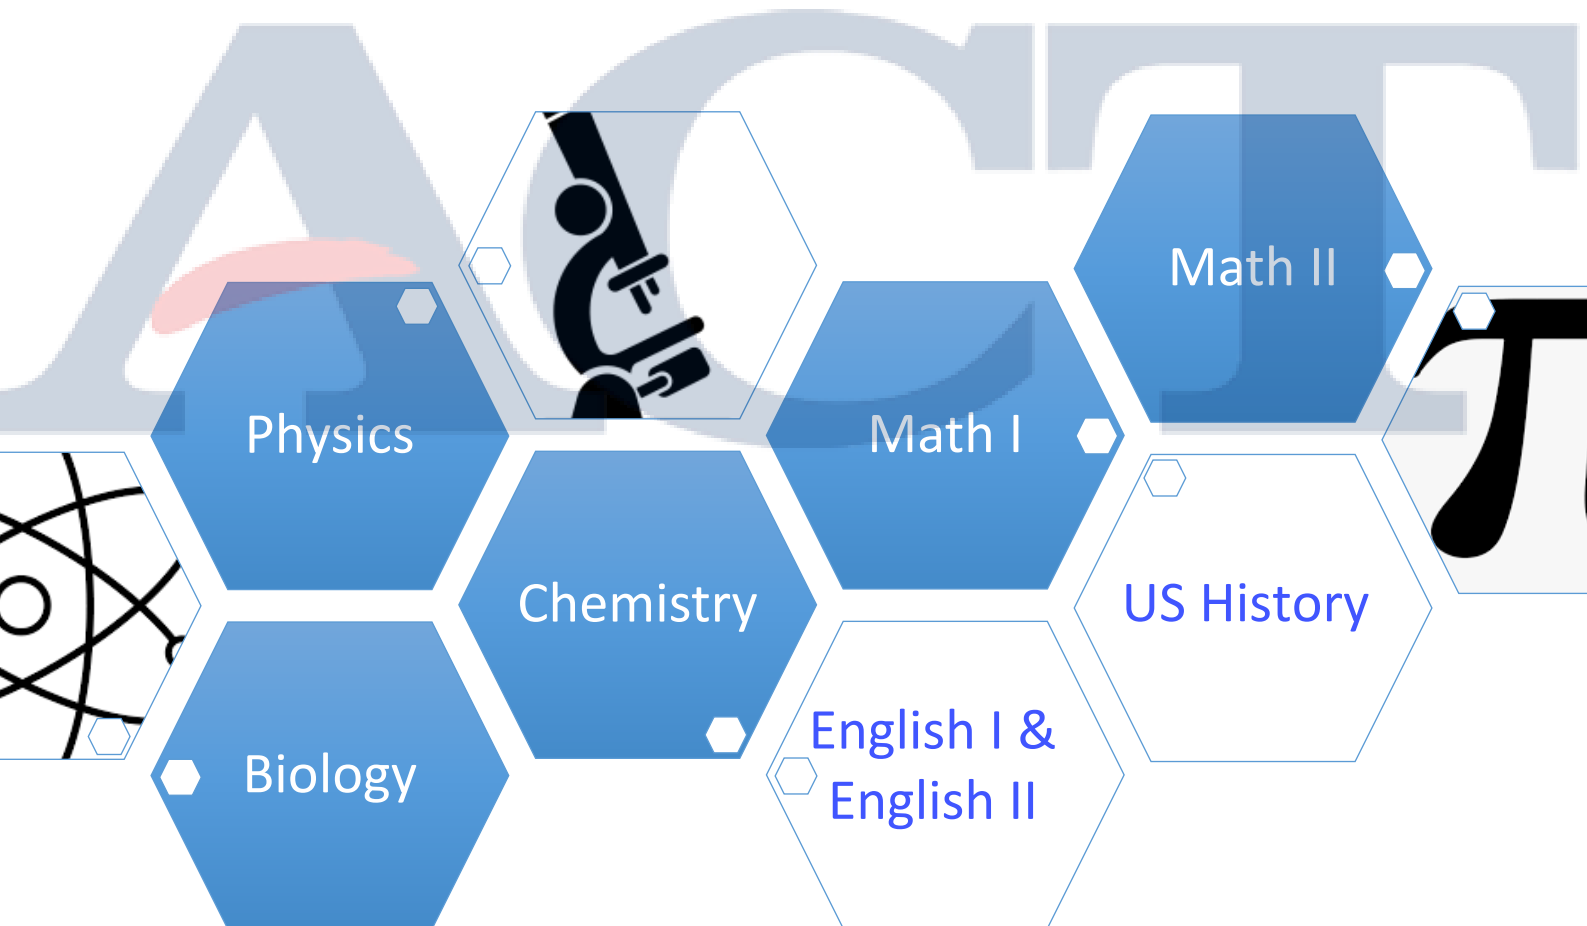 ACT
Math II
Physics
Math I
Chemistry
US History
English I &
English II
Biology
π